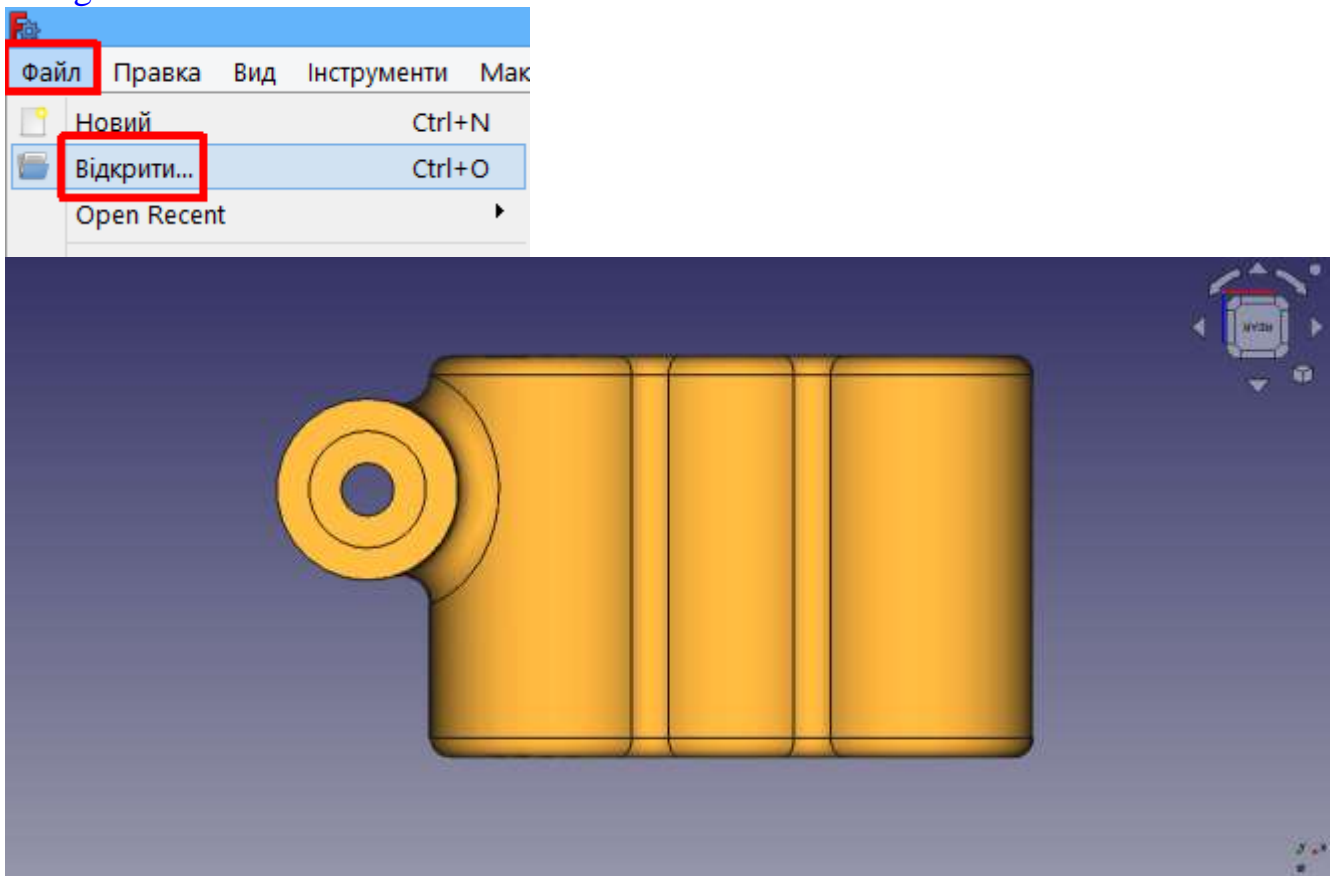 Файл Правка Вид Інструменти Мак
Новий Ctrl+N
Відкрити... Ctrl+O
Open Recent